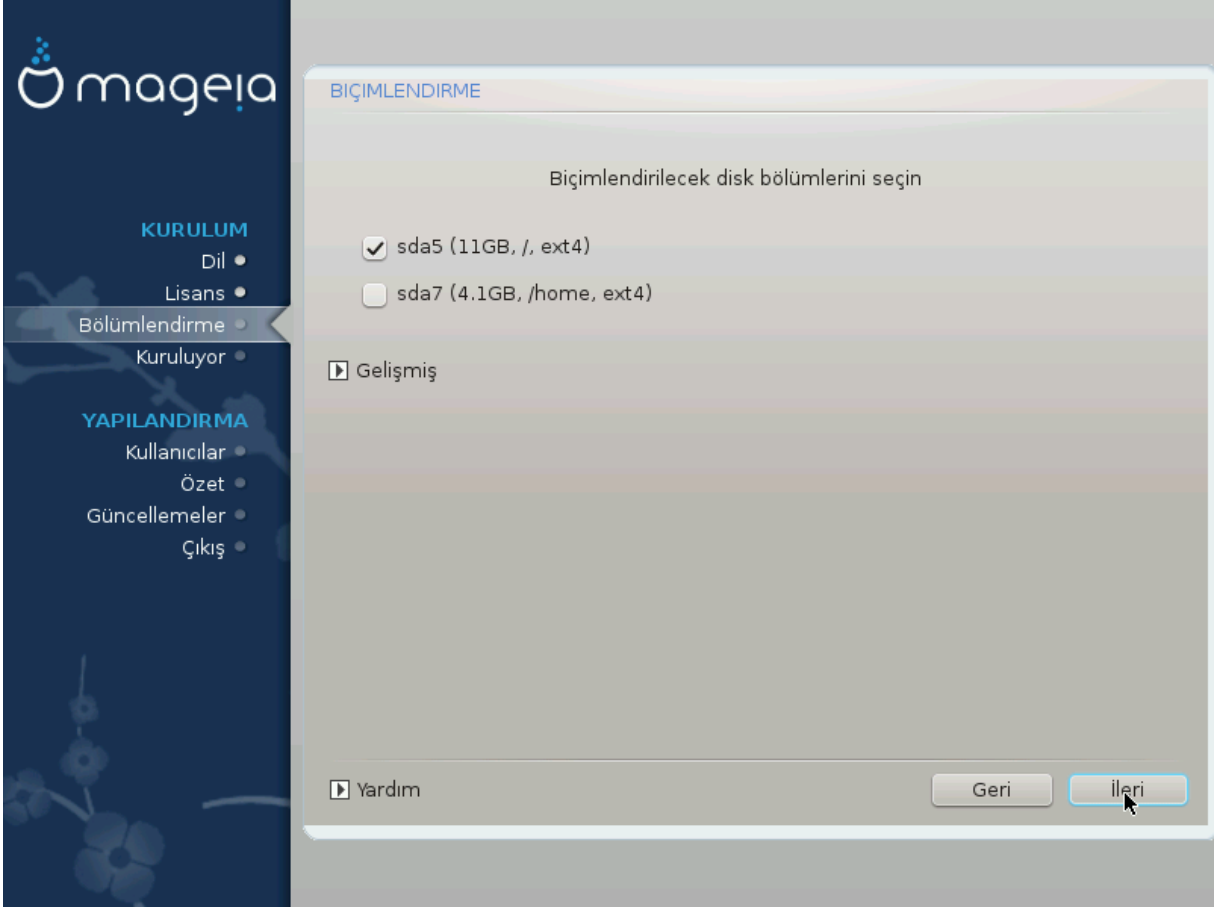 mageia
KURULUM
Dil
Lisans
Bölümlendirme
Kuruluyor
YAPILANDIRMA
Kullanıcılar
Özet
Güncellemeler
Çıkış
BIÇIMLENDIRME
Biçimlendirilecek disk bölümlerini seçin
sda5 (11GB, /, ext4)
sda7 (4.1GB, /home, ext4)
Gelişmiş
Yardım
Geri
İleri